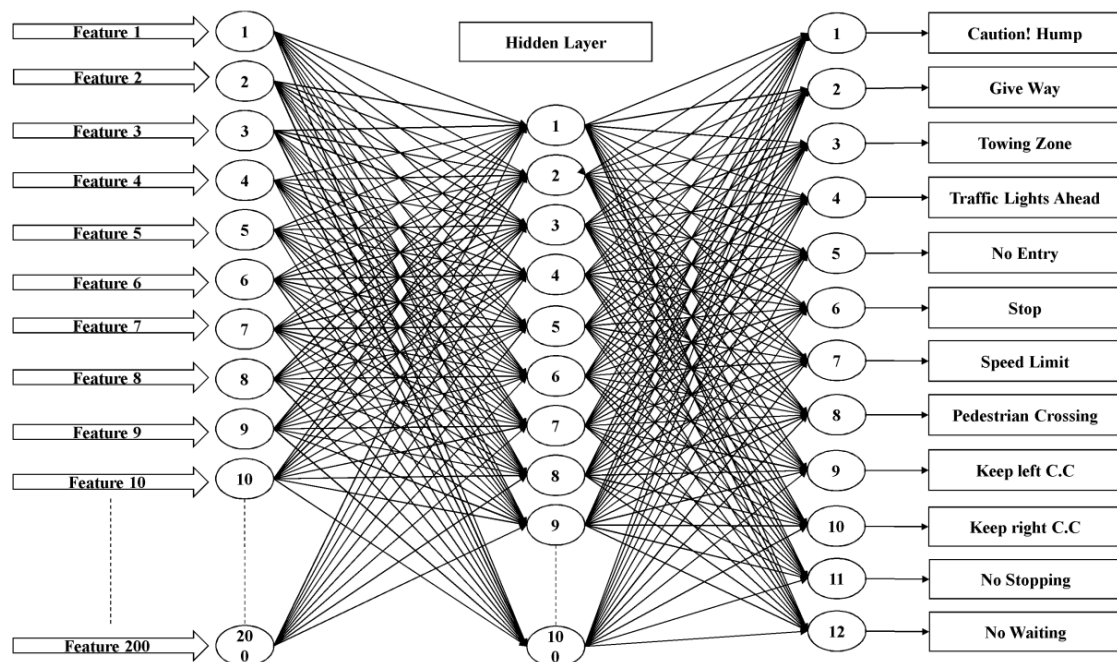 Feature 1
Feature 2
Feature 3
Feature 4
Feature 5
Feature 6
Feature 7
Feature 8
Feature 9
Feature 10
Feature 200
1
2
3
4
5
6
7
8
9
10
20
0
Hidden Layer
1
2
3
4
5
6
7
8
9
10
0
1
2
3
4
5
6
7
8
9
10
11
12
Caution! Hump
Give Way
Towing Zone
Traffic Lights Ahead
No Entry
Stop
Speed Limit
Pedestrian Crossing
Keep left C.C
Keep right C.C
No Stopping
No Waiting